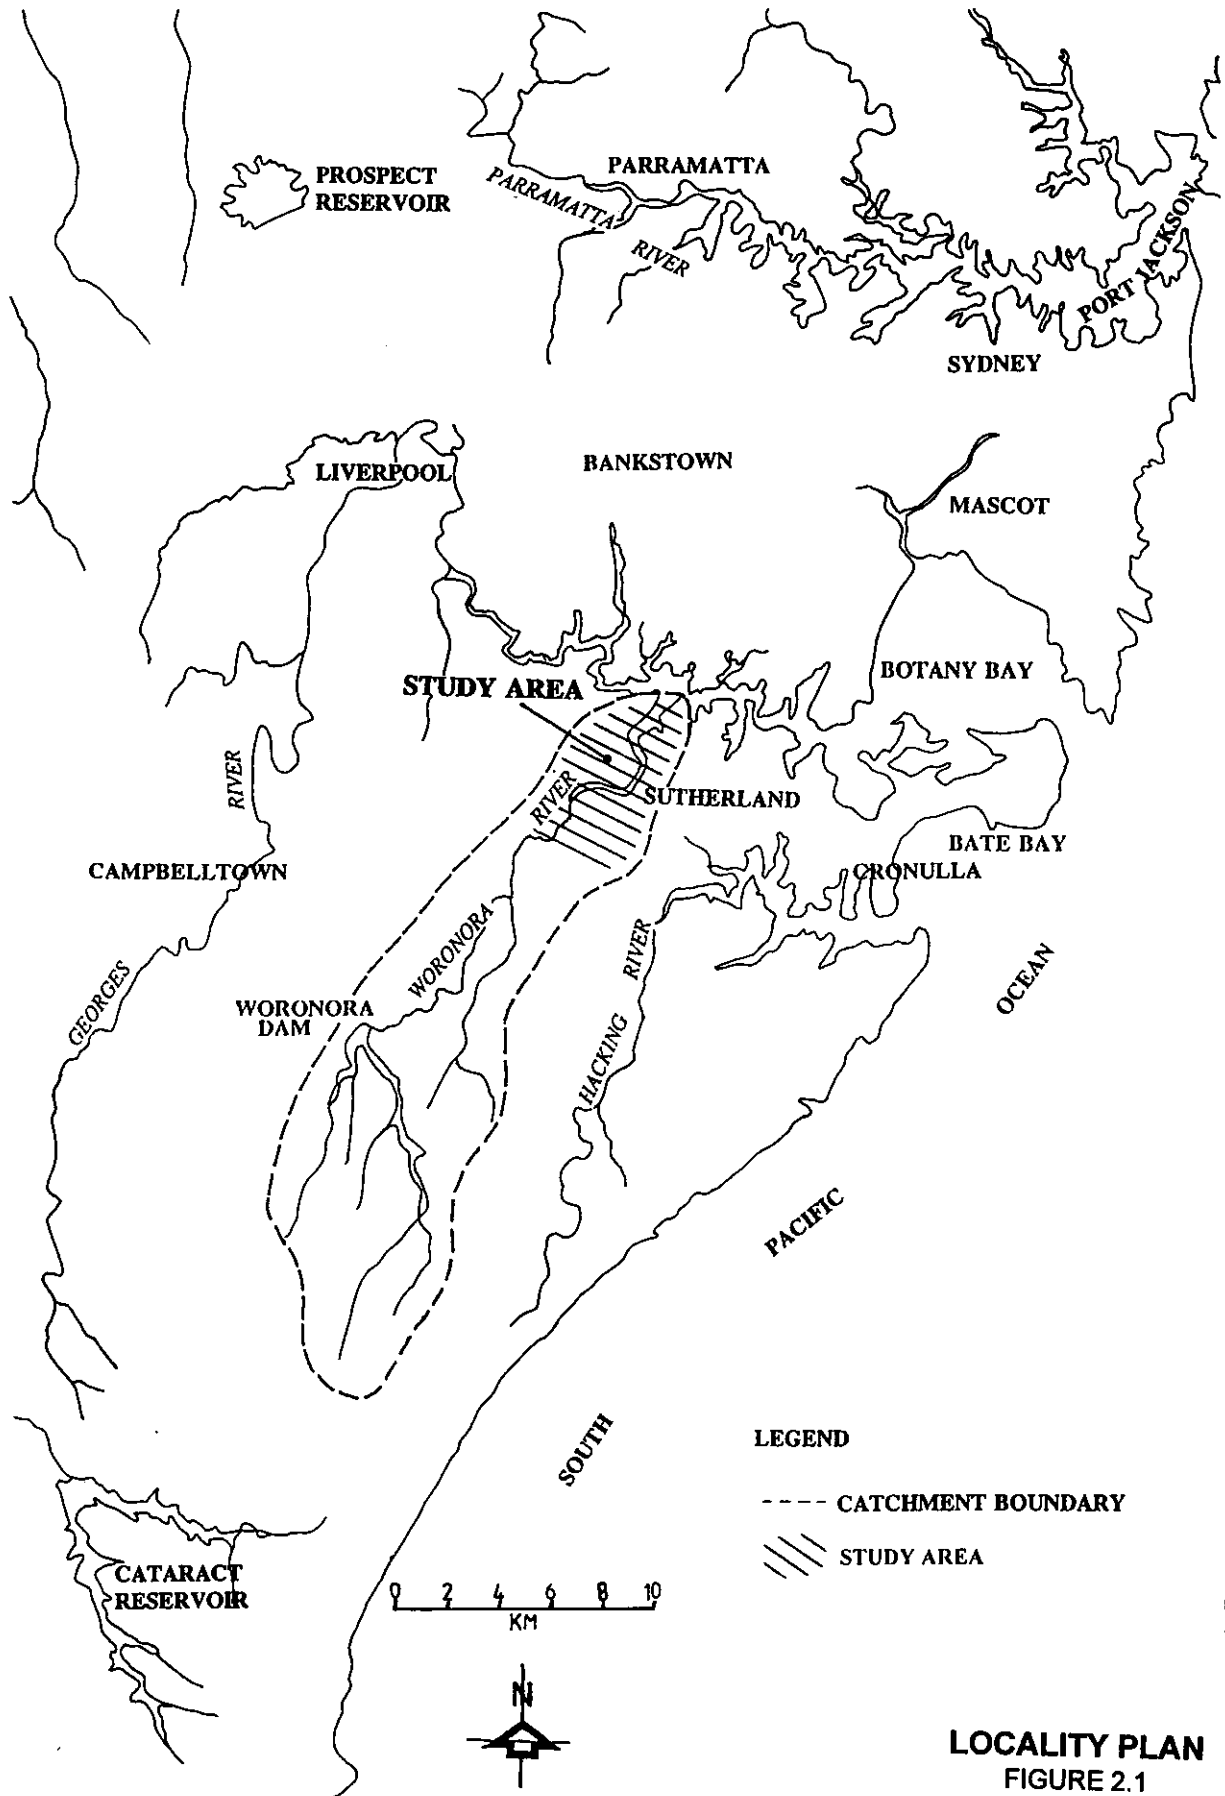 PARRAMATTA
PROSPECT
RESERVOIR
PARRAMATTA
RIVER
PORT JACKSON
SYDNEY
LIVERPOOL
BANKSTOWN
MASCOT
BOTANY BAY
STUDY AREA
RIVER
RIVER
SUTHERLAND
BATE BAY
CAMPBELLTOWN
CRONULLA
WORONORA
RIVER
OCEAN
GEORGES
WORONORA
DAM
HACKING
PACIFIC
SOUTH
LEGEND
CATCHMENT BOUNDARY
STUDY AREA
CATARACT
RESERVOIR
0 2 4 6 8 10
KM
N
LOCALITY PLAN
FIGURE 2.1